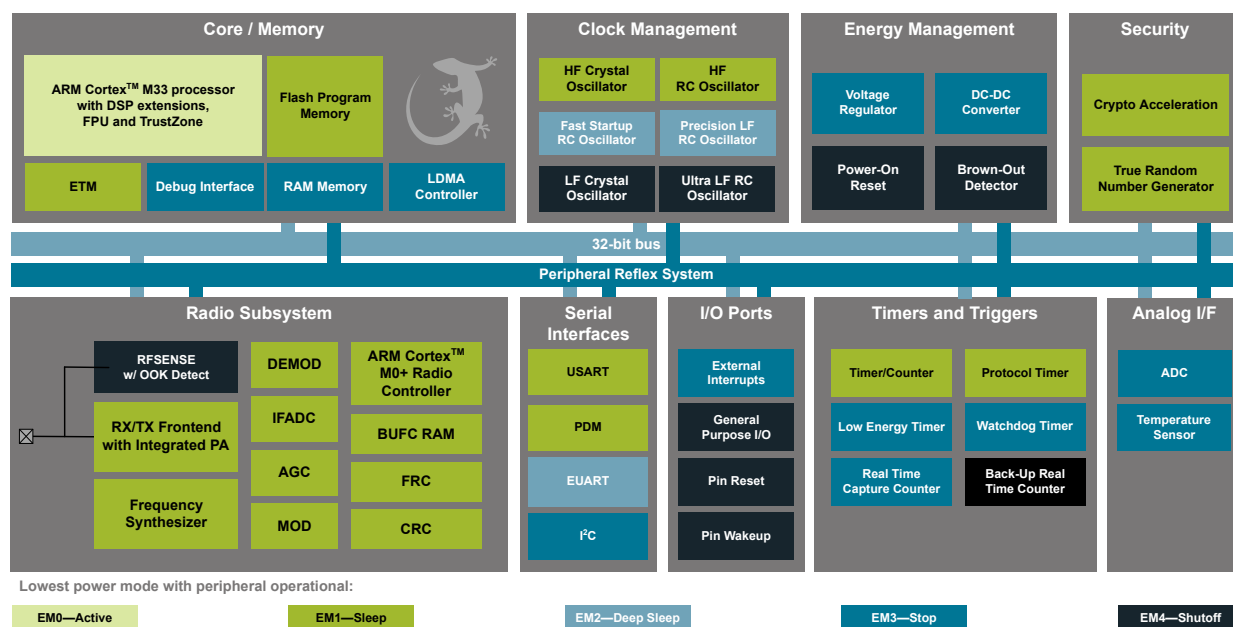 Core / Memory
ARM Cortex™ M33 processor
with DSP extensions,
FPU and TrustZone
Flash Program
Memory
ETM
Debug Interface
RAM Memory
LDMA
Controller
Clock Management
HF Crystal
Oscillator
HF
RC Oscillator
Fast Startup
RC Oscillator
Precision LF
RC Oscillator
LF Crystal
Oscillator
Ultra LF RC
Oscillator
Energy Management
Voltage
Regulator
DC-DC
Converter
Power-On
Reset
Brown-Out
Detector
Security
Crypto Acceleration
True Random
Number Generator
32-bit bus
Peripheral Reflex System
Radio Subsystem
RFSENSE
w/ OOK Detect
RX/TX Frontend
with Integrated PA
Frequency
Synthesizer
DEMOD
IFADC
AGC
MOD
ARM Cortex™
M0+ Radio
Controller
BUFC RAM
FRC
CRC
Serial
Interfaces
USART
PDM
EUART
I²C
I/O Ports
External
Interrupts
General
Purpose I/O
Pin Reset
Pin Wakeup
Timers and Triggers
Timer/Counter
Protocol Timer
Low Energy Timer
Watchdog Timer
Real Time
Capture Counter
Back-Up Real
Time Counter
Analog I/F
ADC
Temperature
Sensor
Lowest power mode with peripheral operational:
EM0—Active
EM1—Sleep
EM2—Deep Sleep
EM3—Stop
EM4—Shutoff